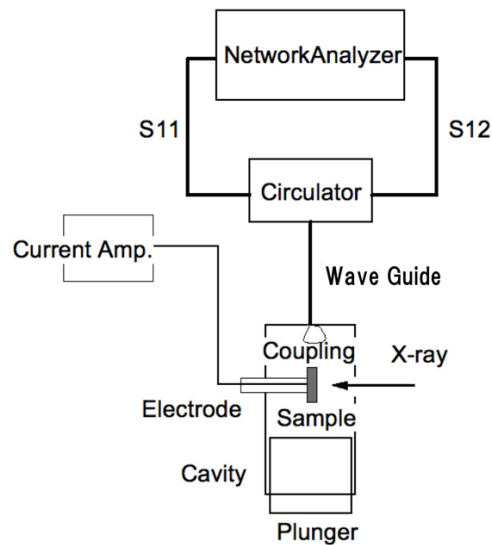 NetworkAnalyzer
S11
S12
Circulator
Current Amp.
Wave Guide
Coupling
X-ray
Electrode
Sample
Cavity
Plunger